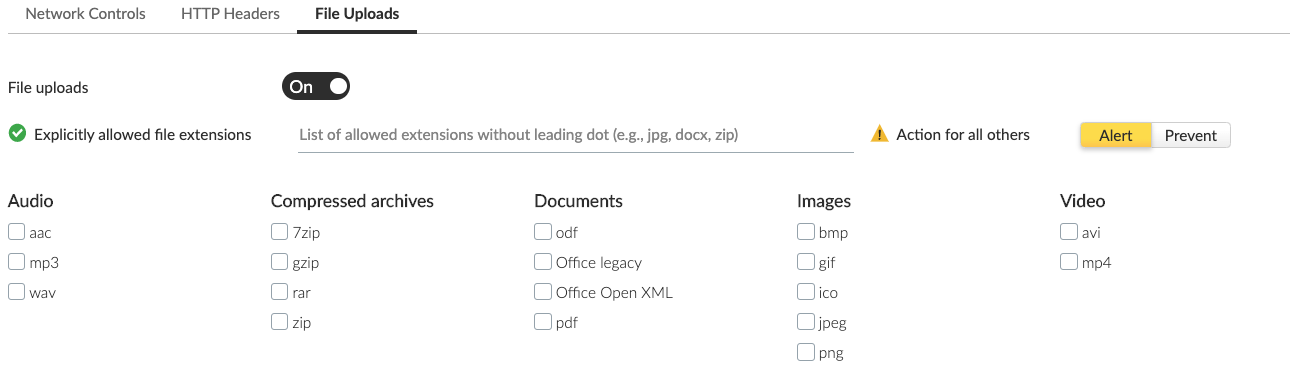 Network Controls HTTP Headers File Uploads
File uploads On
Explicitly allowed file extensions List of allowed extensions without leading dot (e.g., jpg, docx, zip) Action for all others Alert Prevent
Audio Compressed archives Documents Images Video
aac 7zip odf bmp avi
mp3 gzip Office legacy gif mp4
wav rar Office Open XML ico
zip pdf jpeg
png